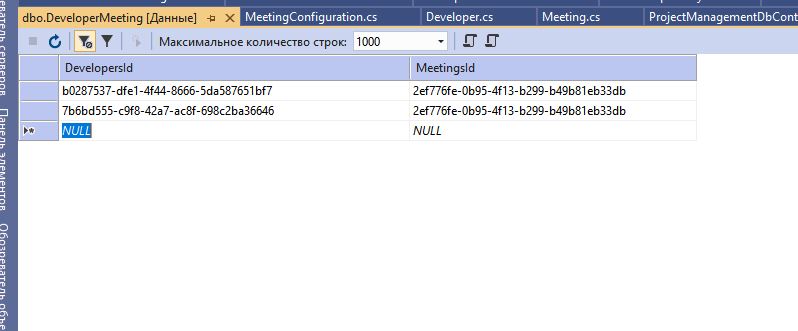 dbo.DeveloperMeeting [Данные] MeetingConfiguration.cs Developer.cs Meeting.cs ProjectManagementDbCont
Максимальное количество строк: 1000
DevelopersId MeetingsId
b0287537-dfe1-4f44-8666-5da587651bf7 2ef776fe-0b95-4f13-b299-b49b81eb33db
7b6bd555-c9f8-42a7-ac8f-698c2ba36646 2ef776fe-0b95-4f13-b299-b49b81eb33db
NULL NULL
еватель серверов
Панель элементов
Обозреватель объе